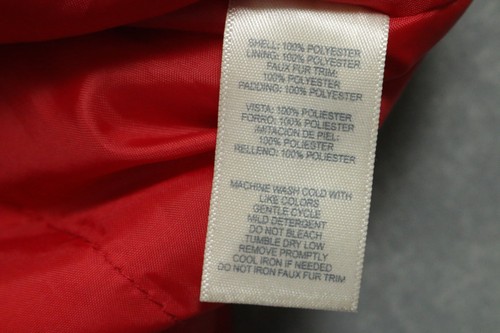 SHELL: 100% POLYESTER
LINING: 100% POLYESTER
FAUX FUR TRIM:
100% POLYESTER
PADDING: 100% POLYESTER
VISTA: 100% POLYESTER
FORRO: 100% POLIESTER
IMITACION DE PIEL:
100% POLIESTER
RELLENO: 100% POLIESTER
MACHINE WASH COLD WITH
LIKE COLORS
GENTLE CYCLE
MILD DETERGENT
DO NOT BLEACH
TUMBLE DRY LOW
REMOVE PROMPTLY
COOL IRON IF NEEDED
DO NOT IRON FAUX FUR TRIM